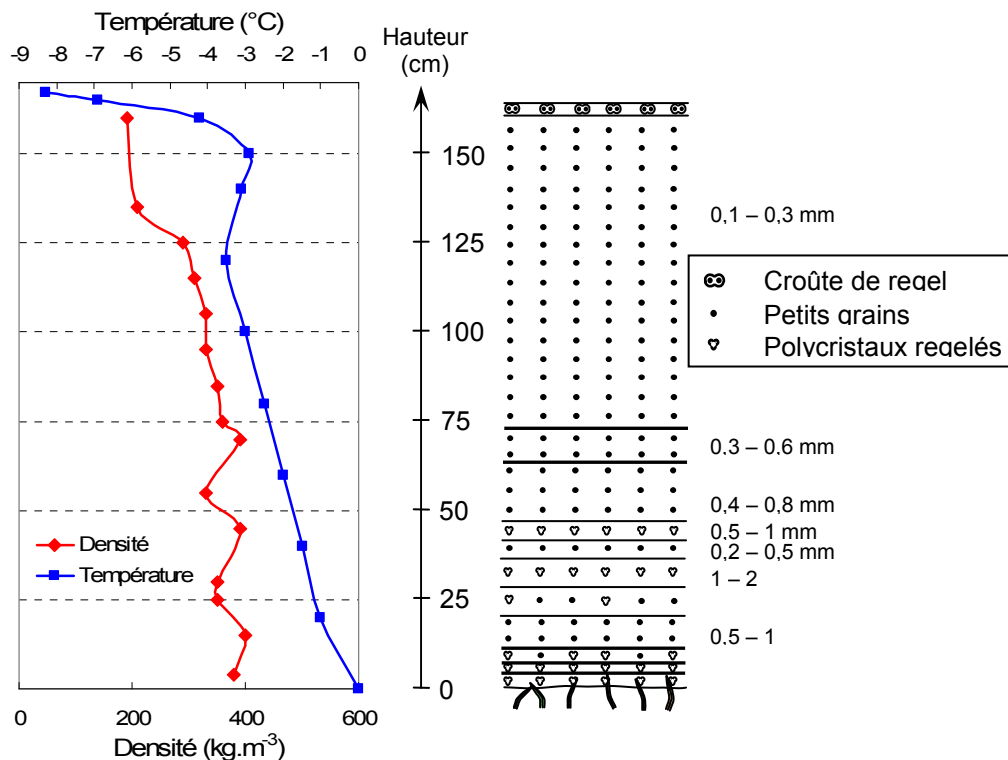 Température (°C)
-9 -8 -7 -6 -5 -4 -3 -2 -1 0
Hauteur
(cm)
150
125
100
75
50
25
0
Densité
Température
0 200 400 600
Densité (kg.m-3)
0,1 – 0,3 mm
Croûte de regel
Petits grains
Polycristaux regelés
0.3 – 0.6 mm
0.4 – 0.8 mm
0.5 – 1 mm
0,2 – 0,5 mm
1 – 2
0,5 – 1